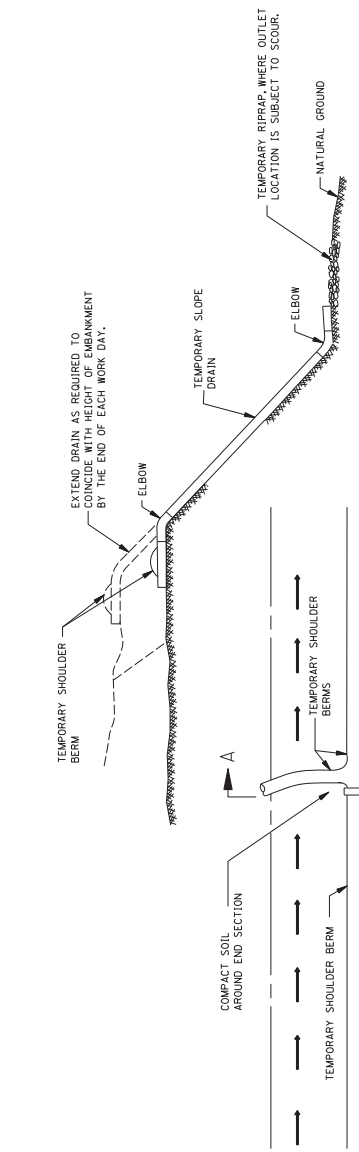 EXTEND DRAIN AS REQUIRED TO
COINCIDE WITH HEIGHT OF EMBANKMENT
BY THE END OF EACH WORK DAY.
TEMPORARY SHOULDER
BERM
ELBOW
TEMPORARY SLOPE
DRAIN
ELBOW
TEMPORARY RIPRAP, WHERE OUTLET
LOCATION IS SUBJECT TO SCOUR.
NATURAL GROUND
COMPACT SOIL
AROUND END SECTION
A
TEMPORARY SHOULDER
BERMS
TEMPORARY SHOULDER BERM